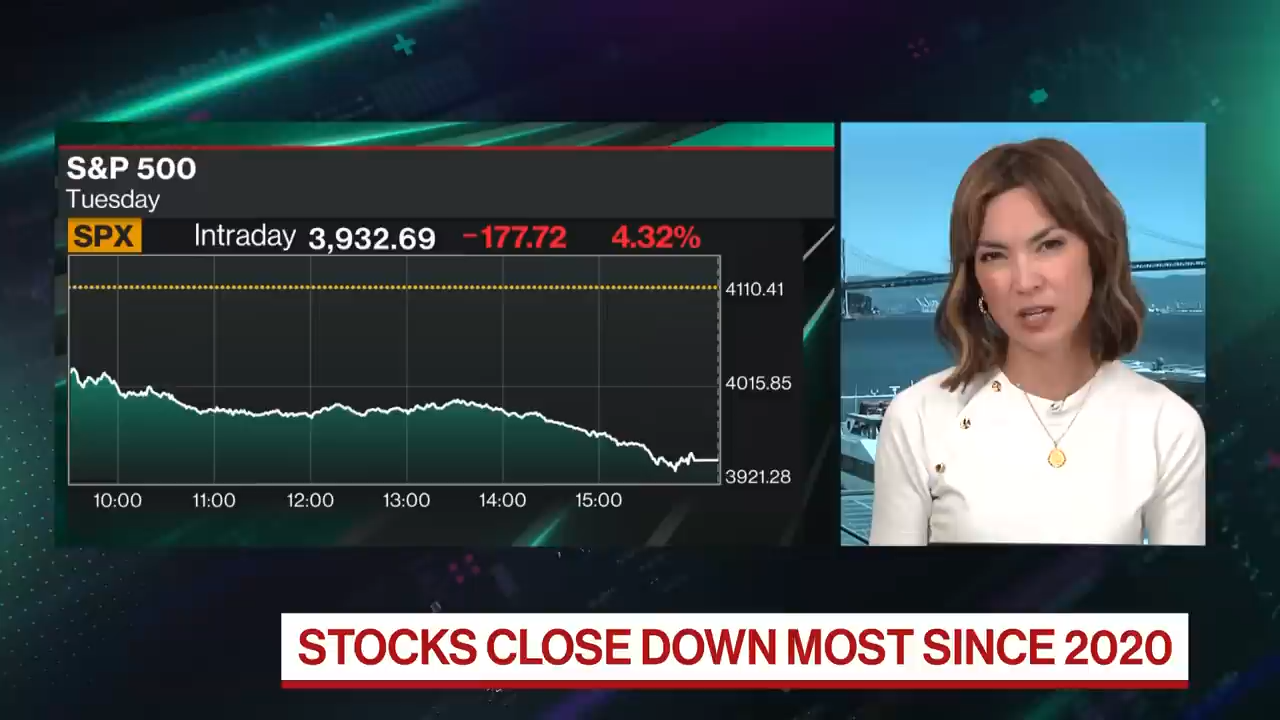 S&P 500
Tuesday
SPX Intraday 3,932.69 -177.72 4.32%
4110.41
4015.85
3921.28
10:00 11:00 12:00 13:00 14:00 15:00
STOCKS CLOSE DOWN MOST SINCE 2020